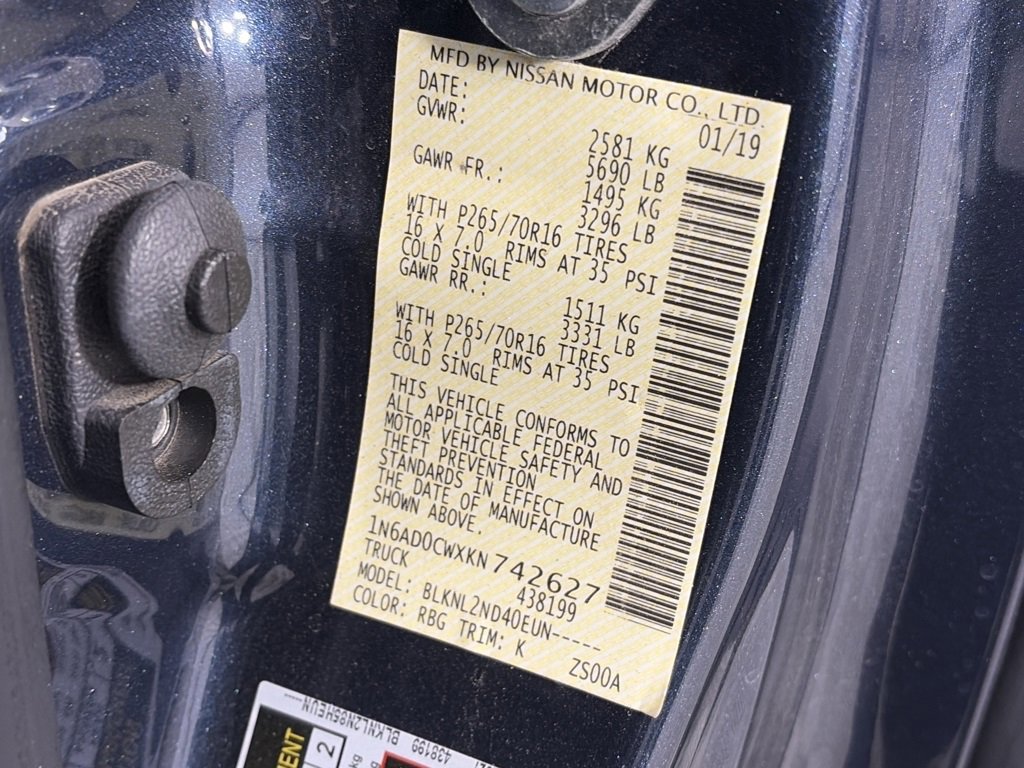 MFD BY NISSAN MOTOR CO., LTD.
DATE: 01/19
GVWR: 2581 KG
5690 LB
GAWR FR.: 1495 KG
3296 LB
WITH P265/70R16 TIRES
16 X 7.0 RIMS AT 35 PSI
COLD SINGLE
GAWR RR.: 1511 KG
3331 LB
WITH P265/70R16 TIRES
16 X 7.0 RIMS AT 35 PSI
COLD SINGLE
THIS VEHICLE CONFORMS TO
ALL APPLICABLE FEDERAL
MOTOR VEHICLE SAFETY AND
THEFT PREVENTION
STANDARDS IN EFFECT ON
THE DATE OF MANUFACTURE
SHOWN ABOVE.
1N6AD0CWXKN742627
TRUCK 438199
MODEL: BLKNL2ND40EUN-----
COLOR: RBG TRIM: K ZS00A
438199 BLKNL2N85HEUN
2
kg